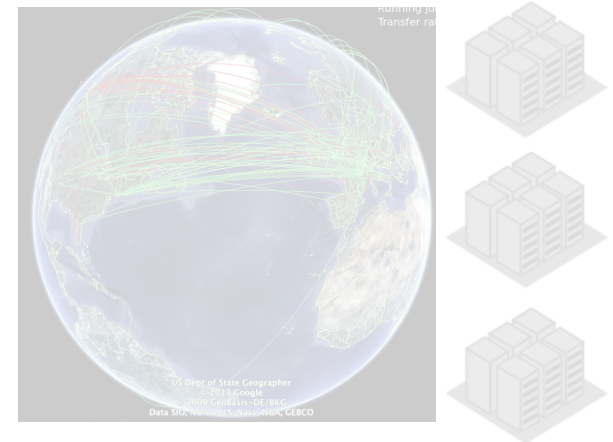 Running jo
Transfer rat
US Dept of State Geographer
© 2013 Google
© 2009 GeoBasis-DE/BKG
Data SIO, NOAA, U.S. Navy, NGA, GEBCO